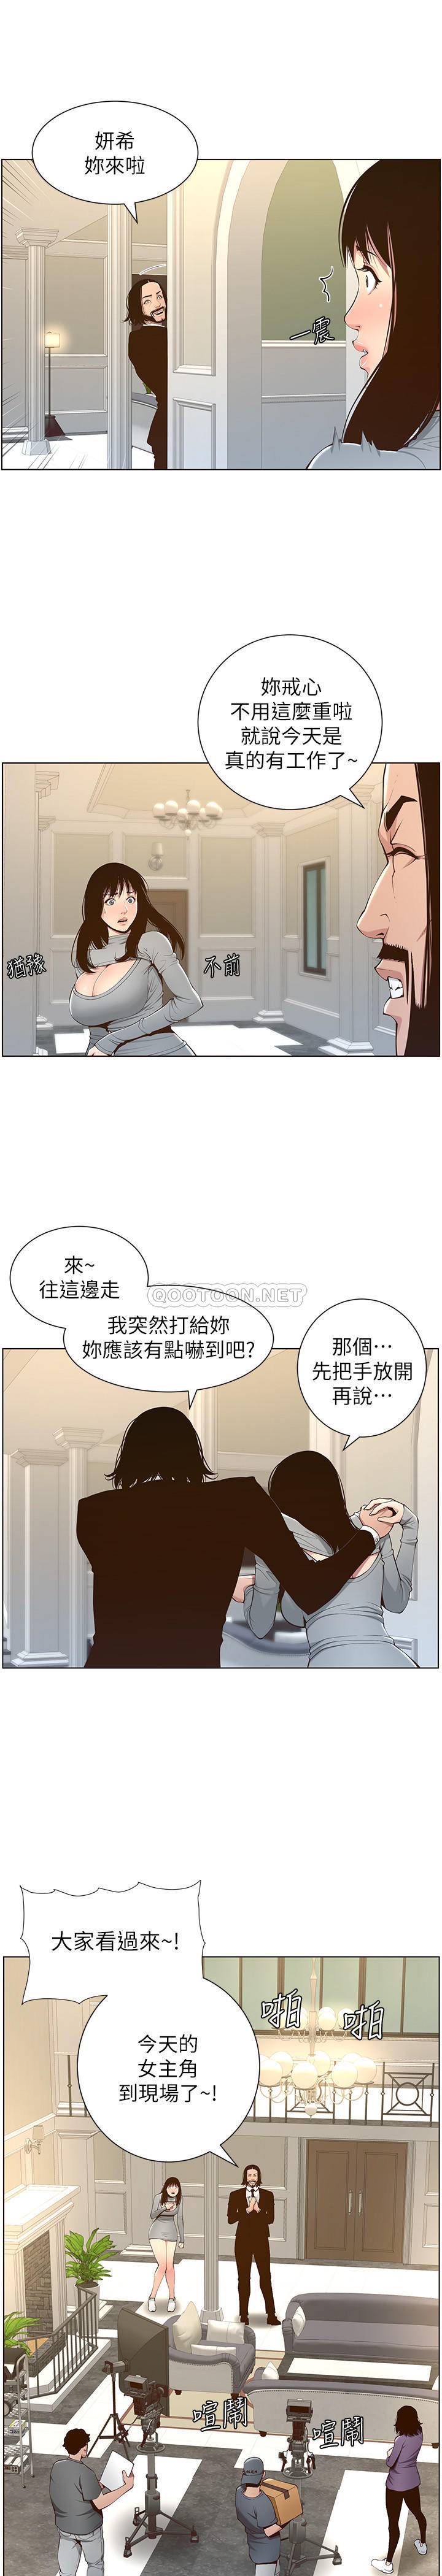 妍希
妳來啦
一震
妳戒心
不用這麼重啦
就說今天是
真的有工作了~
猶豫
不前
來~
往這邊走
QOOTOON.NET
我突然打給妳
妳應該有點嚇到吧?
那個…
先把手放開
再說…
大家看過來~!
啪
啪
今天的
女主角
到現場了~!
喧鬧
喧鬧